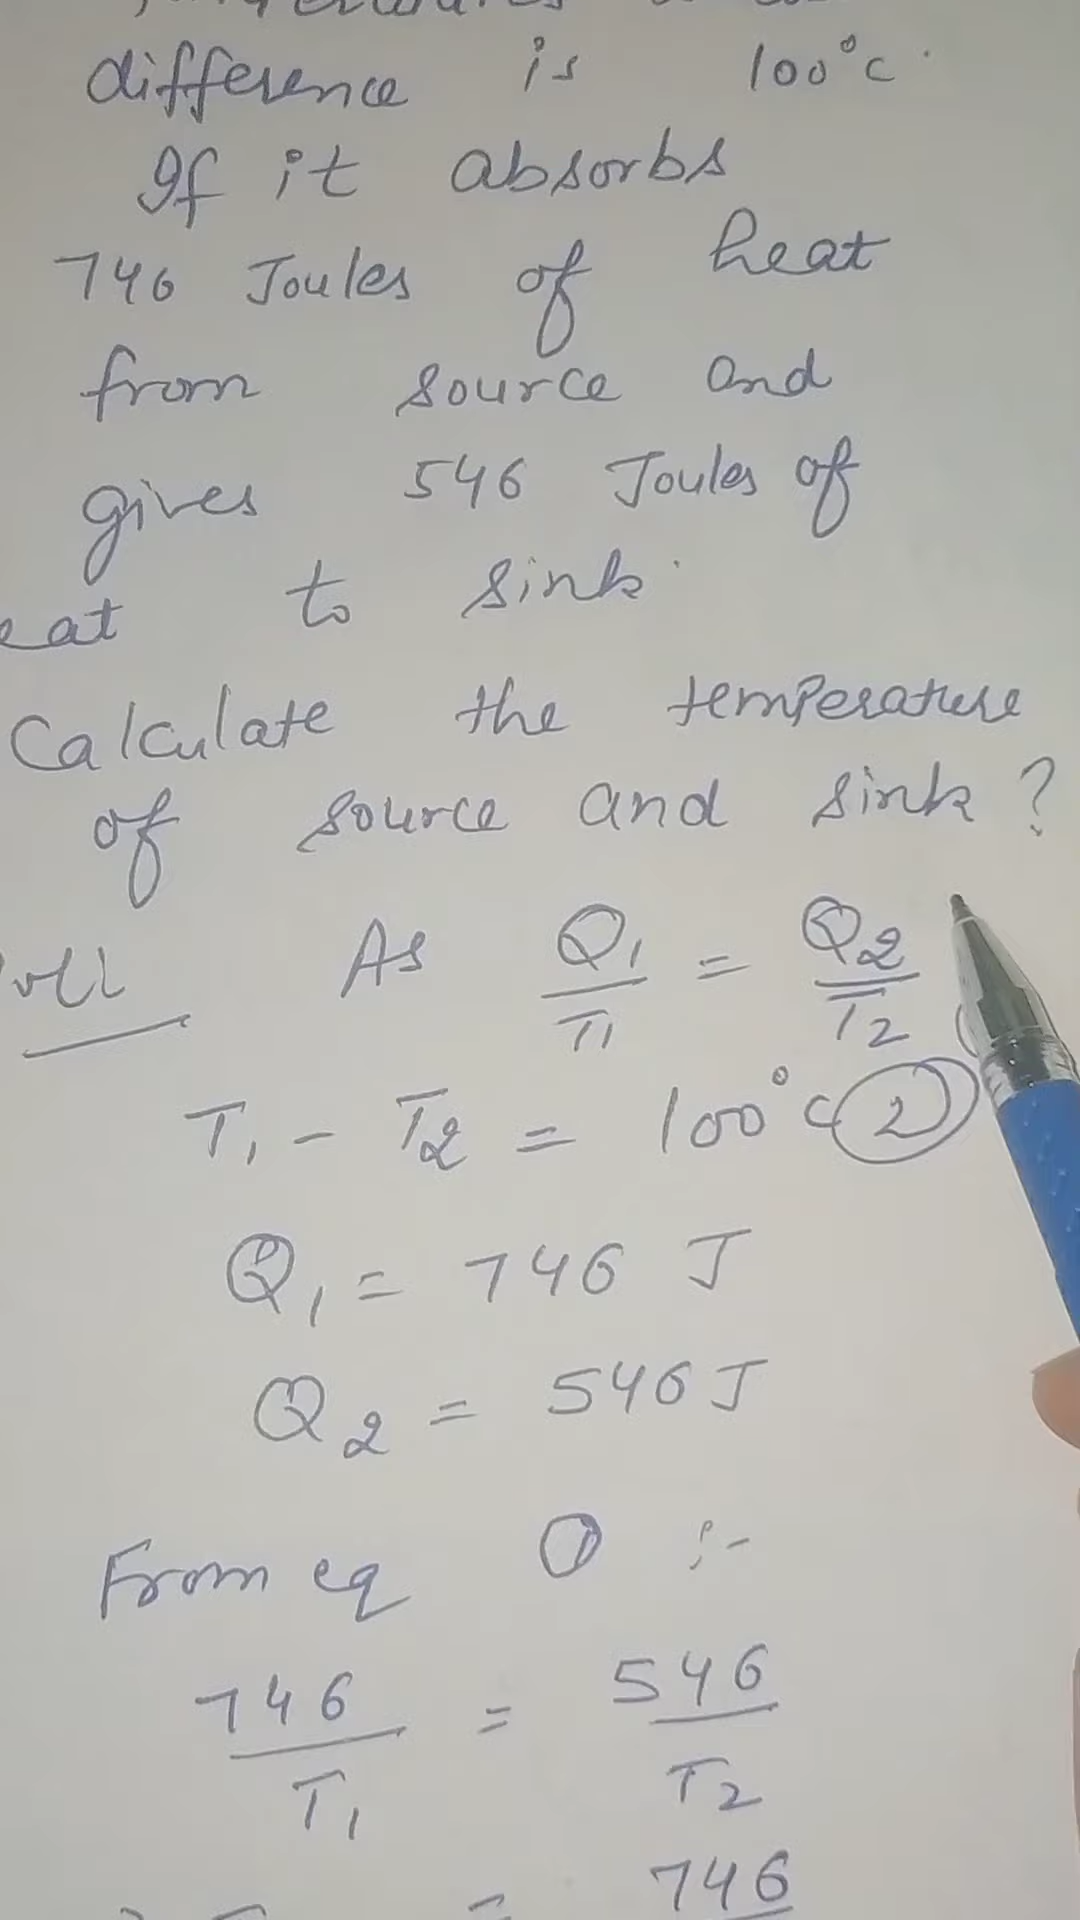 difference is 100°c.
If it absorbs
746 Joules of heat
from source and
gives 546 Joules of
eat to sink.
Calculate the temperature
of source and sink?
As Q1/T1 = Q2/T2
T1 - T2 = 100°c (2)
Q1 = 746 J
Q2 = 546 J
From eq (1) :-
746/T1 = 546/T2
= 746